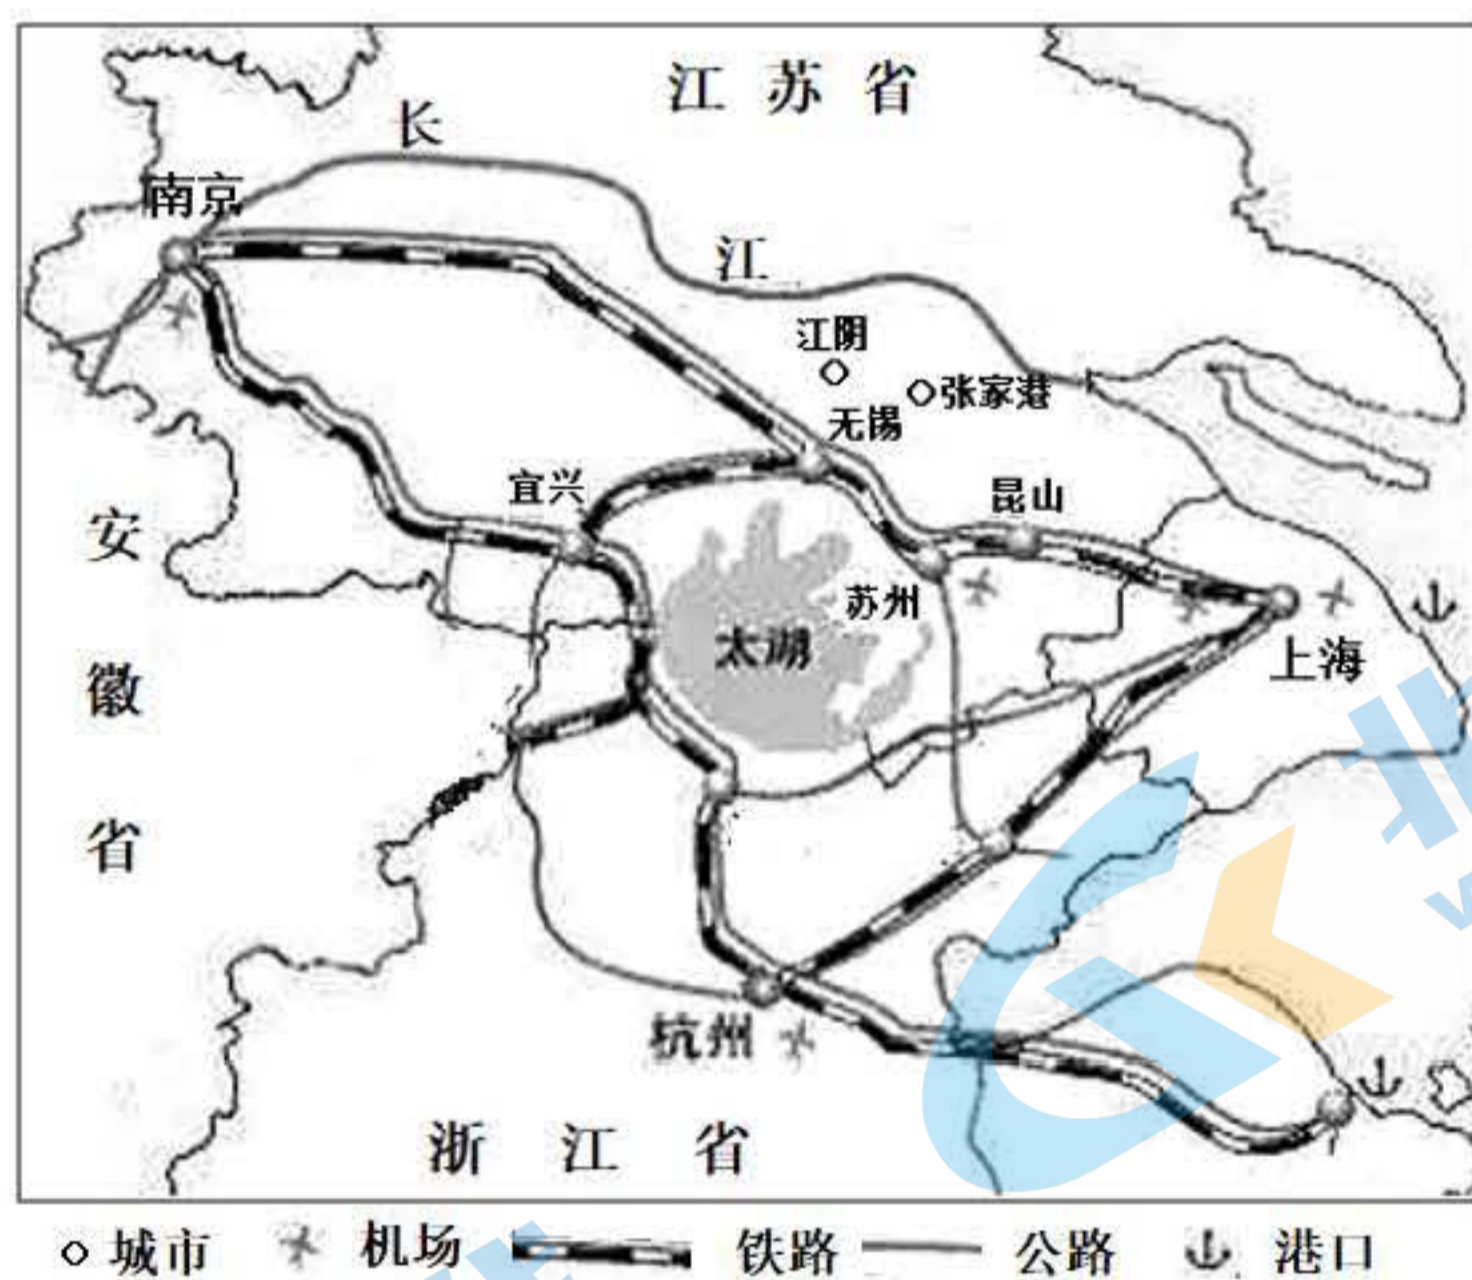 江苏省
长
南京
江
江阴
张家港
无锡
宜兴
昆山
安
苏州
太湖
上海
徽
省
杭州
浙江省
城市 机场 铁路 公路 港口